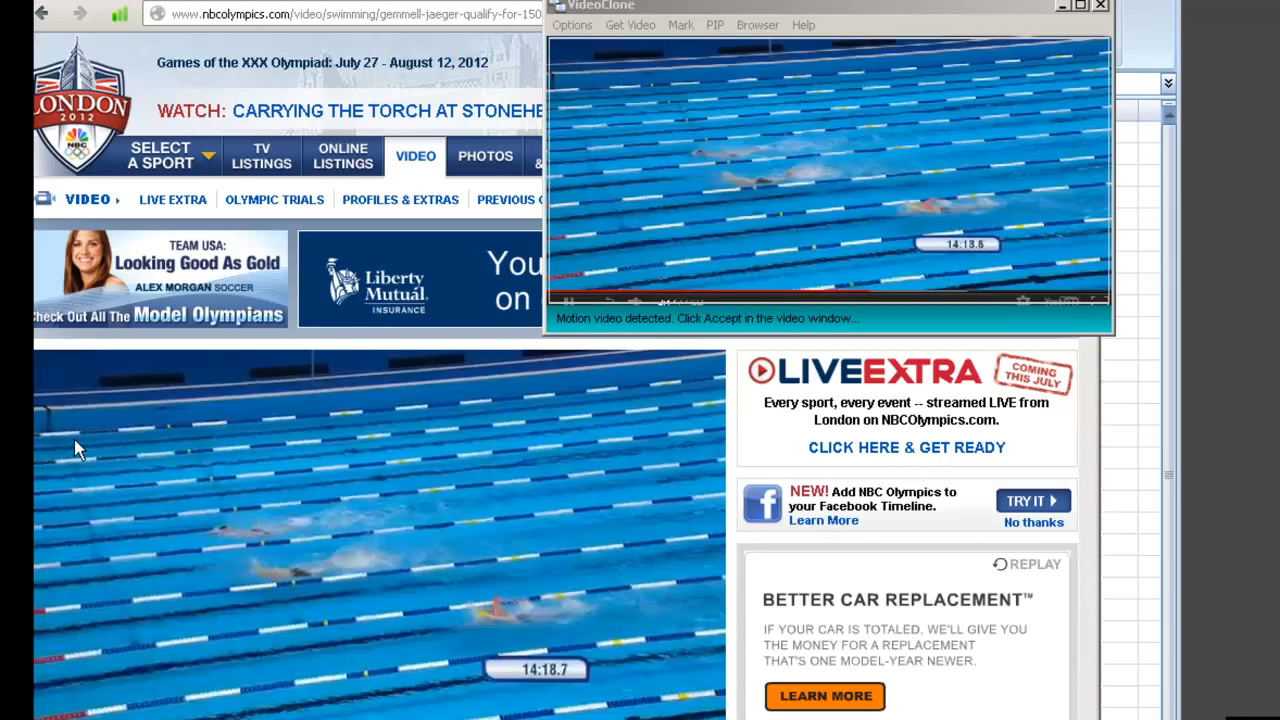 www.nbcolympics.com/video/swimming/gemmell-jaeger-qualify-for-150
VideoClone
Options Get Video Mark PIP Browser Help
Games of the XXX Olympiad: July 27 - August 12, 2012
WATCH: CARRYING THE TORCH AT STONEHE
LONDON
2012
NBC
SELECT A SPORT
TV LISTINGS
ONLINE LISTINGS
VIDEO
PHOTOS
&
VIDEO
LIVE EXTRA
OLYMPIC TRIALS
PROFILES & EXTRAS
PREVIOUS
TEAM USA:
Looking Good As Gold
ALEX MORGAN SOCCER
Check Out All The Model Olympians
Liberty
Mutual
INSURANCE
You
on
14:18.6
Motion video detected. Click Accept in the video window...
14:18.7
LIVEEXTRA
COMING
THIS JULY
Every sport, every event -- streamed LIVE from
London on NBCOlympics.com.
CLICK HERE & GET READY
NEW! Add NBC Olympics to
your Facebook Timeline.
Learn More
TRY IT
No thanks
REPLAY
BETTER CAR REPLACEMENT™
IF YOUR CAR IS TOTALED, WE'LL GIVE YOU
THE MONEY FOR A REPLACEMENT
THAT'S ONE MODEL-YEAR NEWER.
LEARN MORE